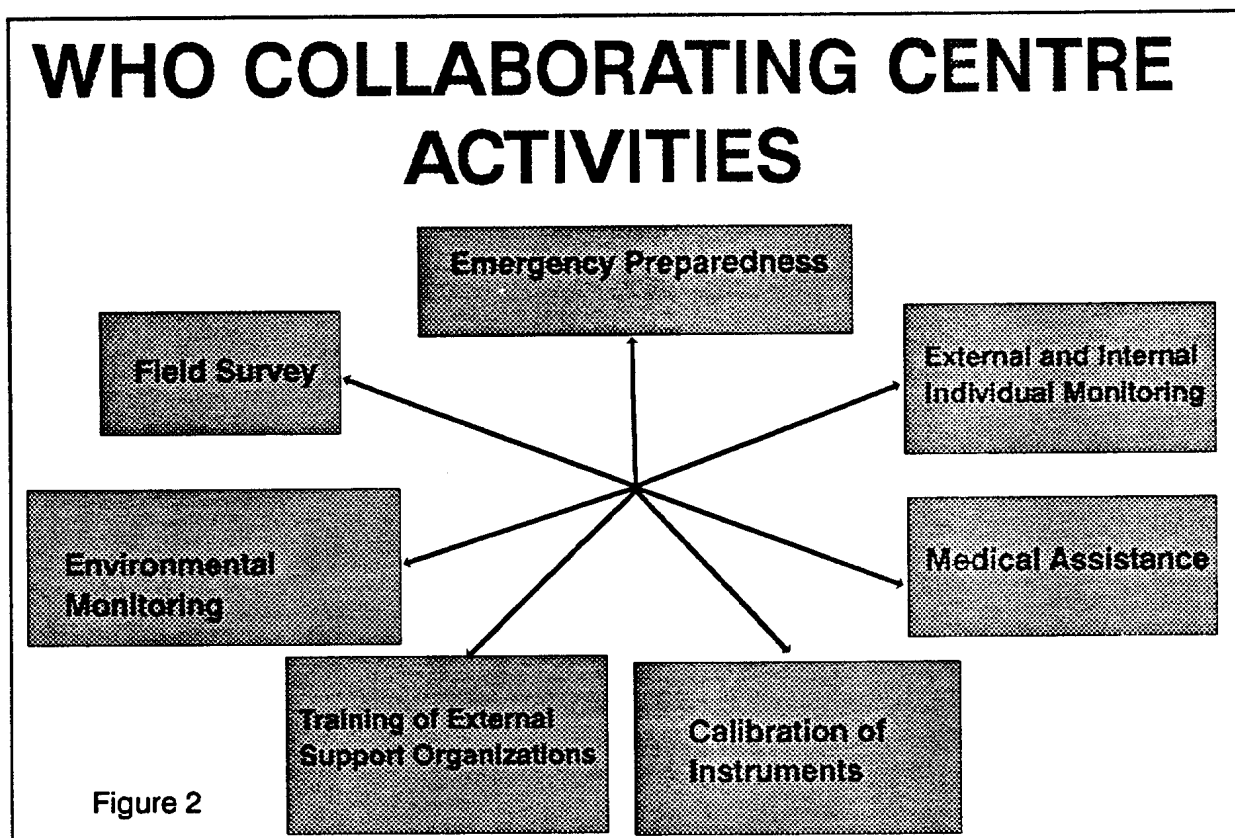 WHO COLLABORATING CENTRE
ACTIVITIES
Emergency Preparedness
Field Survey
External and Internal
Individual Monitoring
Environmental
Monitoring
Medical Assistance
Training of External
Support Organizations
Calibration of
Instruments
Figure 2